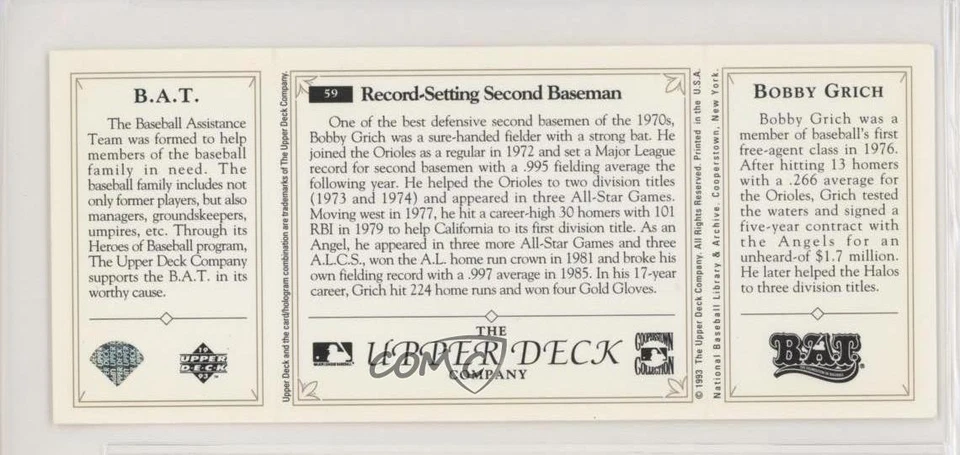 B.A.T.
The Baseball Assistance
Team was formed to help
members of the baseball
family in need. The
baseball family includes not
only former players, but also
managers, groundskeepers,
umpires, etc. Through its
Heroes of Baseball program,
The Upper Deck Company
supports the B.A.T. in its
worthy cause.
19
UPPER
DECK
93
Upper Deck and the card/hologram combination are trademarks of The Upper Deck Company.
59 Record-Setting Second Baseman
One of the best defensive second basemen of the 1970s,
Bobby Grich was a sure-handed fielder with a strong bat. He
joined the Orioles as a regular in 1972 and set a Major League
record for second basemen with a .995 fielding average the
following year. He helped the Orioles to two division titles
(1973 and 1974) and appeared in three All-Star Games.
Moving west in 1977, he hit a career-high 30 homers with 101
RBI in 1979 to help California to its first division title. As an
Angel, he appeared in three more All-Star Games and three
A.L.C.S., won the A.L. home run crown in 1981 and broke his
own fielding record with a .997 average in 1985. In his 17-year
career, Grich hit 224 home runs and won four Gold Gloves.
THE
UPPER DECK
COMPANY
COMC
COOPERSTOWN
COLLECTION
© 1993 The Upper Deck Company. All Rights Reserved. Printed in the U.S.A.
National Baseball Library & Archive, Cooperstown, New York.
BOBBY GRICH
Bobby Grich was a
member of baseball's first
free-agent class in 1976.
After hitting 13 homers
with a .266 average for
the Orioles, Grich tested
the waters and signed a
five-year contract with
the Angels for an
unheard-of $1.7 million.
He later helped the Halos
to three division titles.
BAT